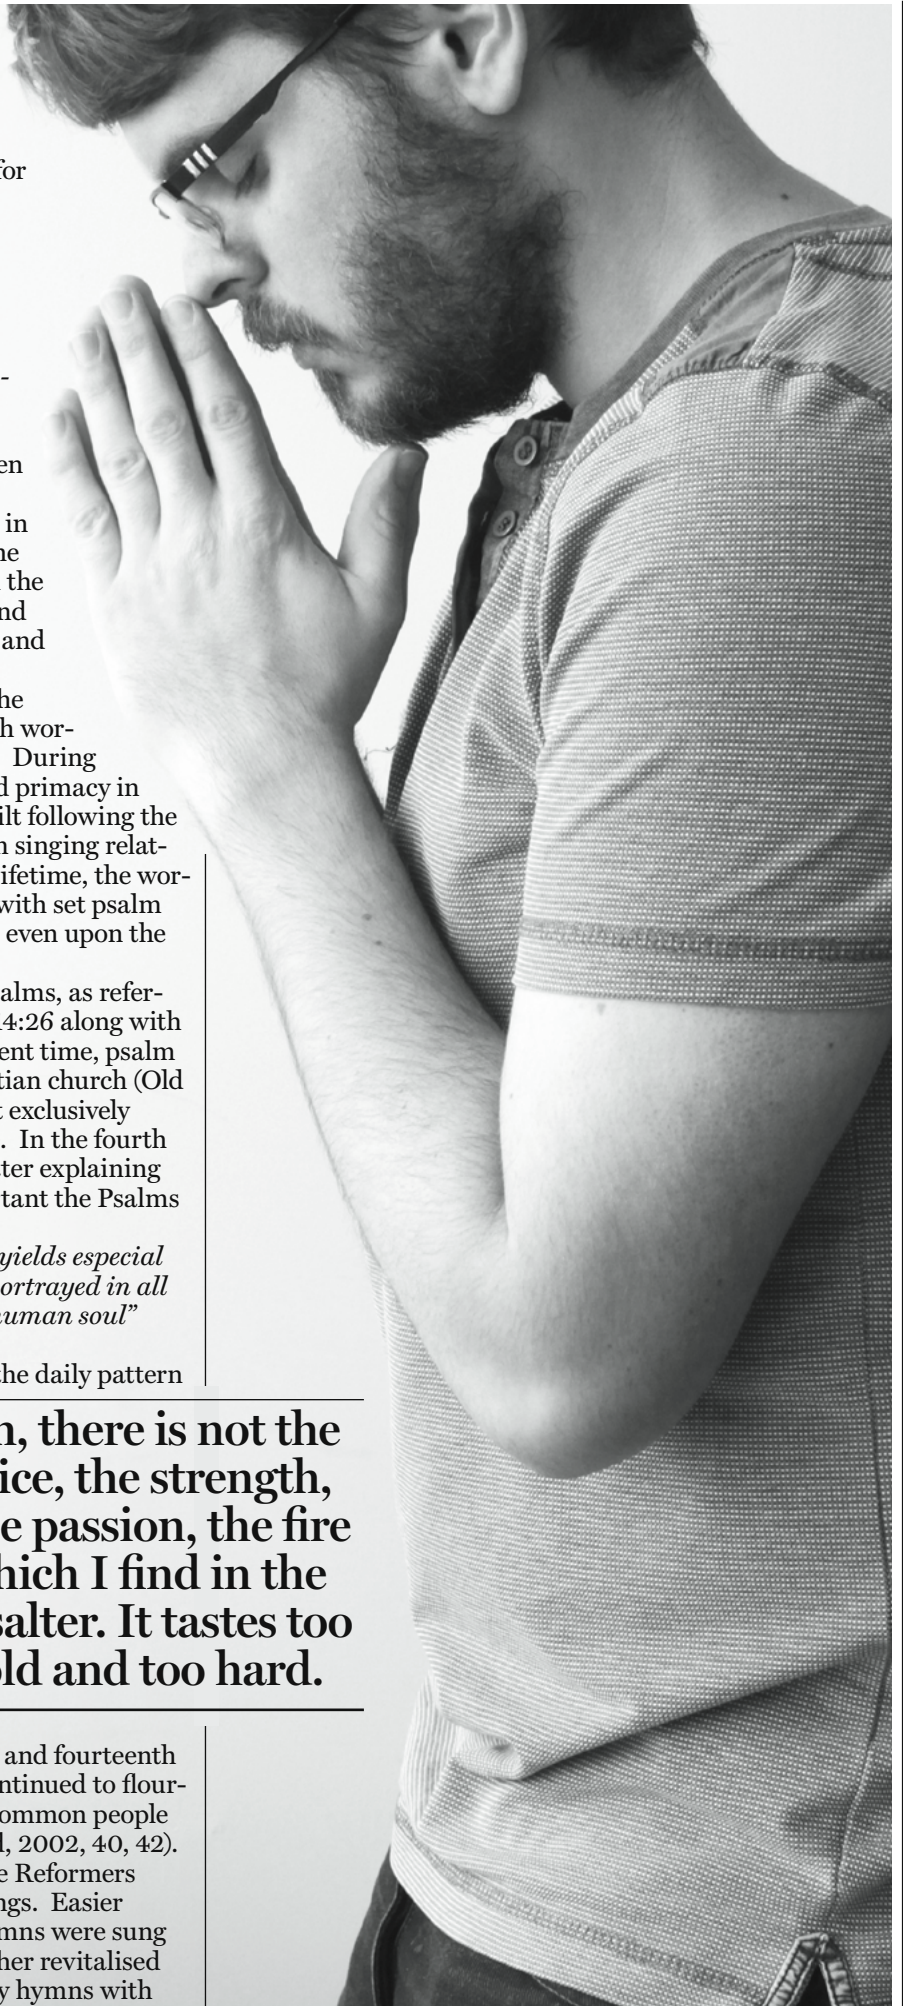 for
-
en
in
he
the
nd
and
he
h wor-
During
d primacy in
ilt following the
n singing relat-
ifetime, the wor-
with set psalm
even upon the
alms, as refer-
14:26 along with
ent time, psalm
tian church (Old
t exclusively
. In the fourth
tter explaining
tant the Psalms
yields especial
ortrayed in all
human soul”
the daily pattern
n, there is not the
ice, the strength,
e passion, the fire
hich I find in the
salter. It tastes too
old and too hard.
and fourteenth
ntinued to flour-
common people
l, 2002, 40, 42).
e Reformers
ngs. Easier
mns were sung
her revitalised
y hymns with